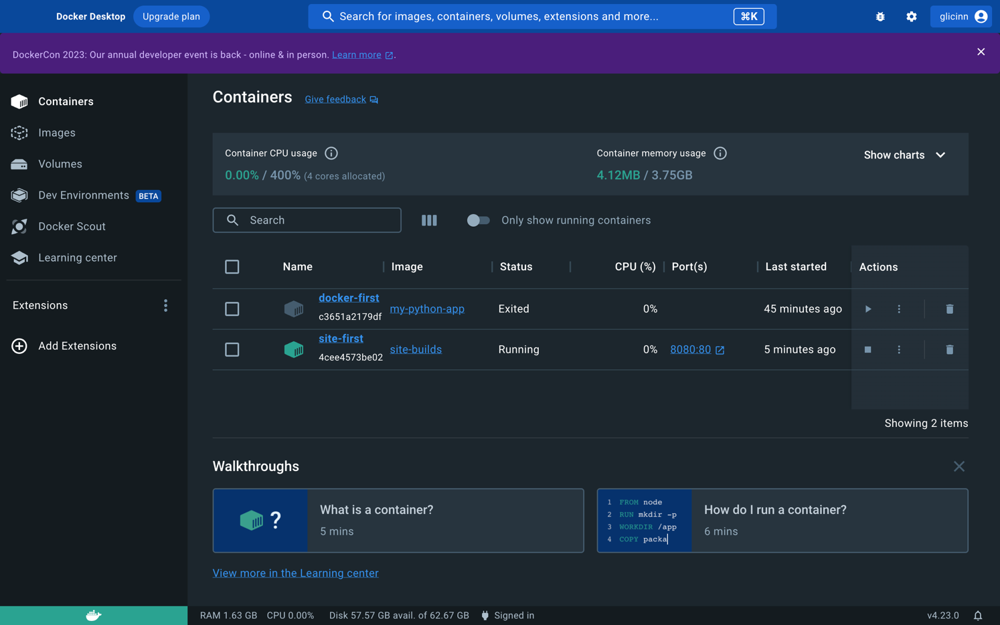 Docker Desktop
Upgrade plan
Search for images, containers, volumes, extensions and more...
⌘K
glicinn
DockerCon 2023: Our annual developer event is back - online & in person. Learn more.
Containers
Images
Volumes
Dev Environments BETA
Docker Scout
Learning center
Extensions
Add Extensions
Containers
Give feedback
Container CPU usage
0.00% / 400% (4 cores allocated)
Container memory usage
4.12MB / 3.75GB
Show charts
Search
Only show running containers
Name Image Status CPU (%) Port(s) Last started Actions
docker-first
c3651a2179df
my-python-app Exited 0% 45 minutes ago
site-first
4cee4573be02
site-builds Running 0% 8080:80 5 minutes ago
Showing 2 items
Walkthroughs
?
What is a container?
5 mins
1 FROM node
2 RUN mkdir -p
3 WORKDIR /app
4 COPY packa
How do I run a container?
6 mins
View more in the Learning center
RAM 1.63 GB CPU 0.00% Disk 57.57 GB avail. of 62.67 GB Signed in
v4.23.0